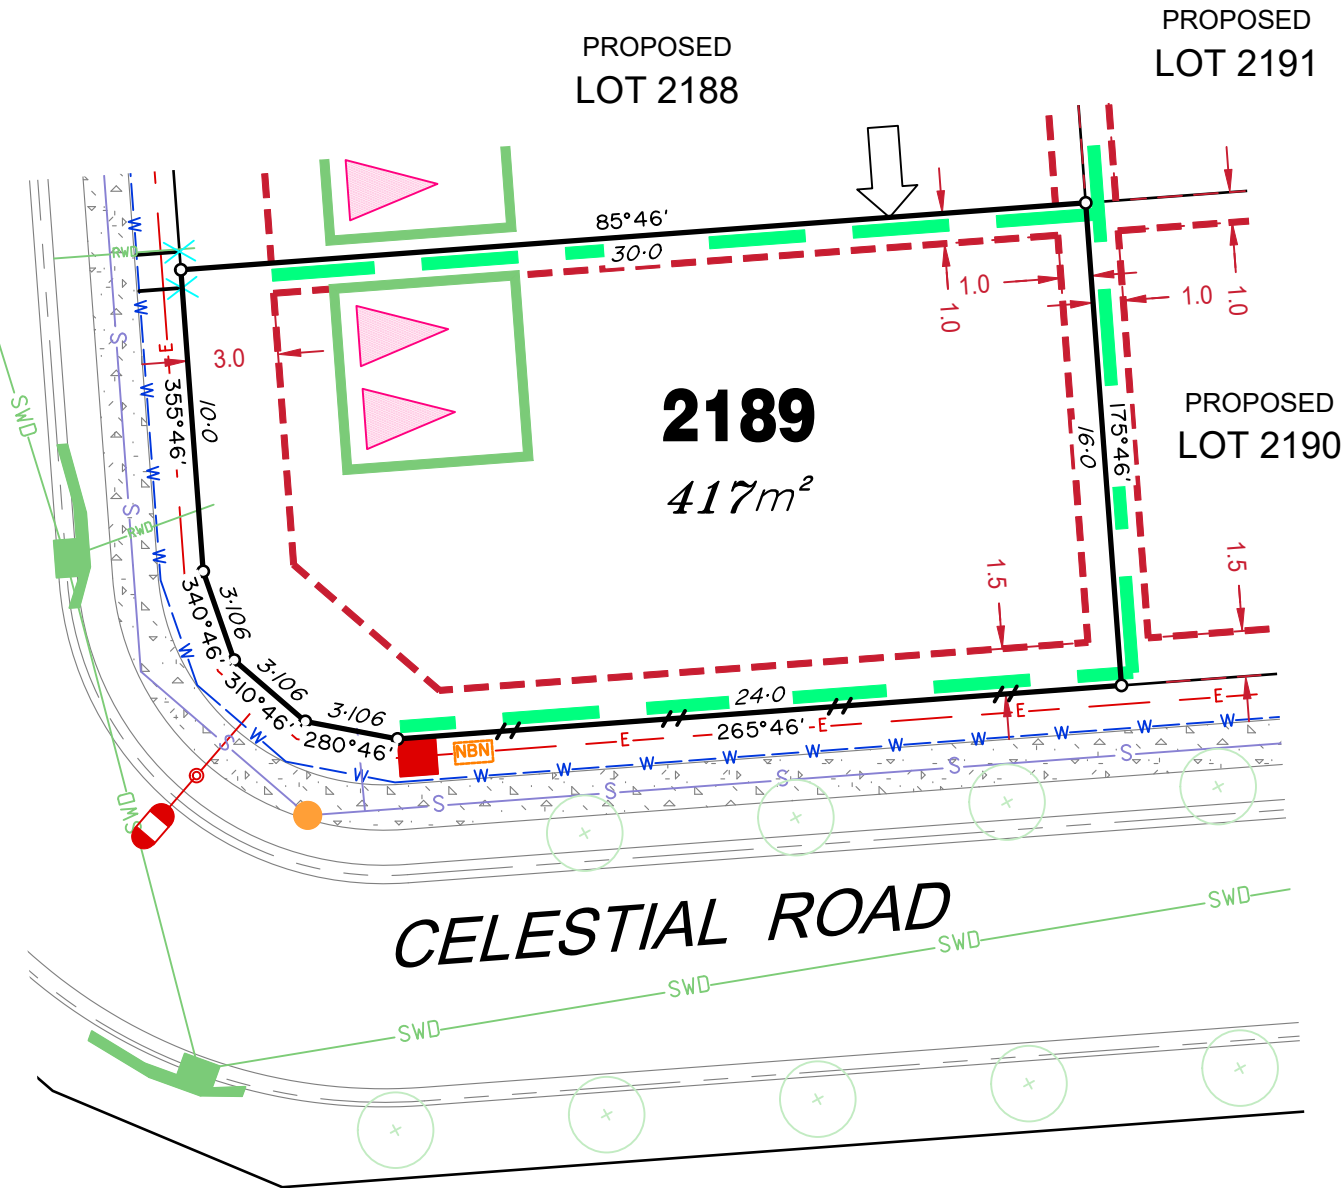 PROPOSED
LOT 2188
PROPOSED
LOT 2191
85°46'
30·0
W
RWD
1.0
1.0
1.0
1.0
3.0
W
S
E
W
355°46'
10·0
SWD
2189
417m²
16·0
175°46'
PROPOSED
LOT 2190
W
S
RWD
W
1.5
1.5
340°46'
3·106
W
3·106
310°46'
3·106
280°46'
24·0
265°46'
E
E
E
E
NBN
S
W
W
W
W
W
W
W
W
W
W
W
S
S
S
S
S
SWD
CELESTIAL ROAD
SWD
SWD
SWD
SWD